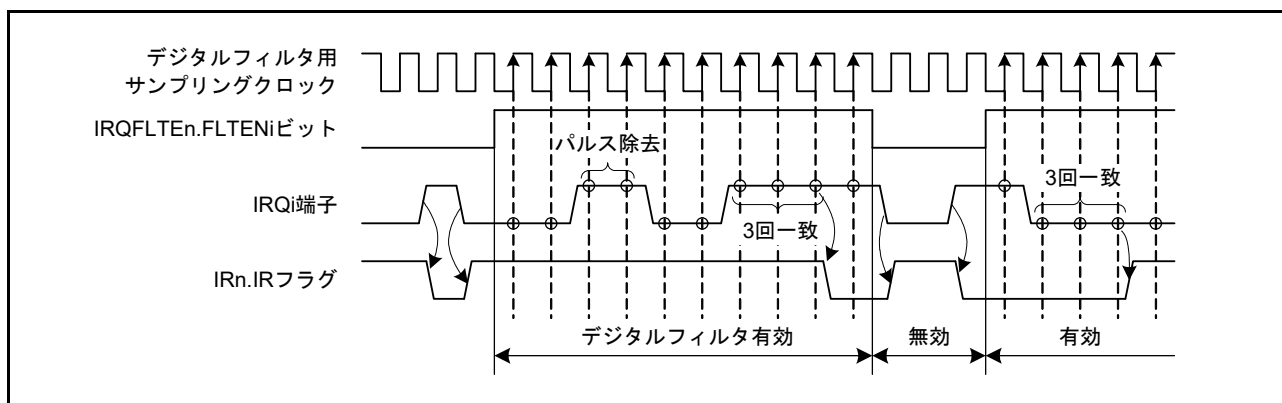 デジタルフィルタ用
サンプリングクロック
IRQFLTEn.FLTENiビット
パルス除去
IRQi端子
3回一致
3回一致
IRn.IRフラグ
デジタルフィルタ有効
無効
有効